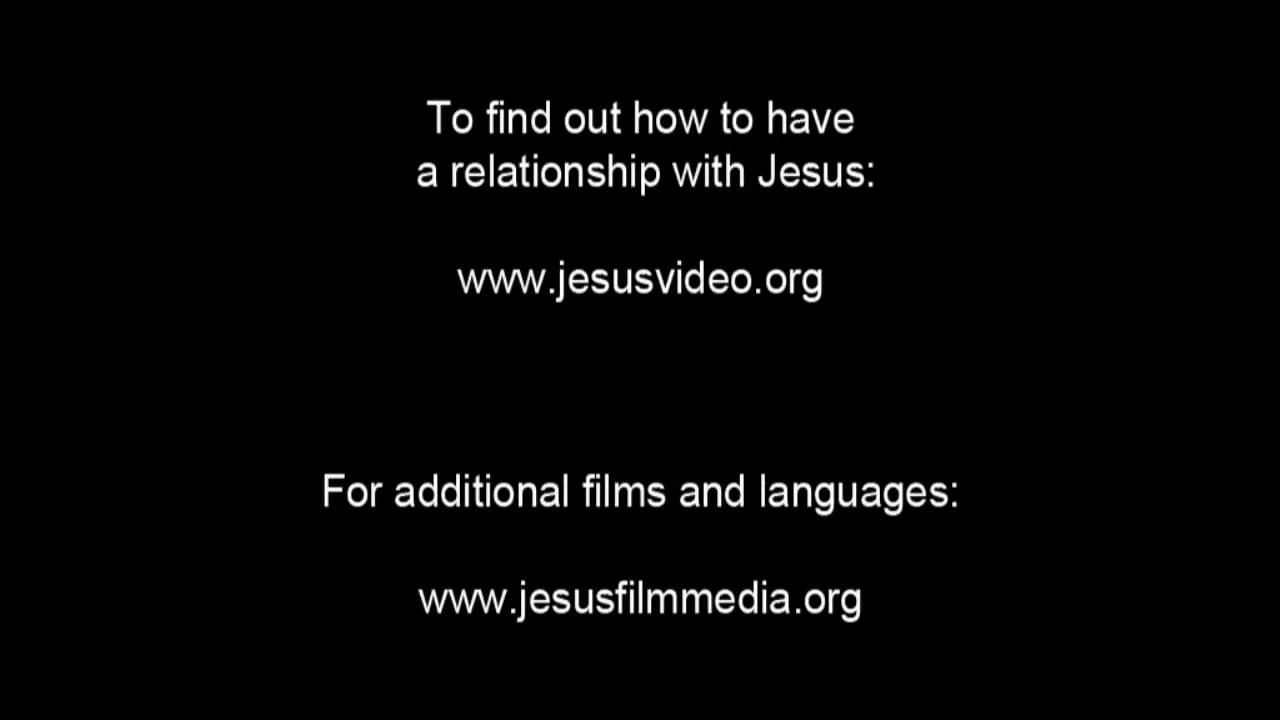 To find out how to have
a relationship with Jesus:
www.jesusvideo.org
For additional films and languages:
www.jesusfilmmedia.org